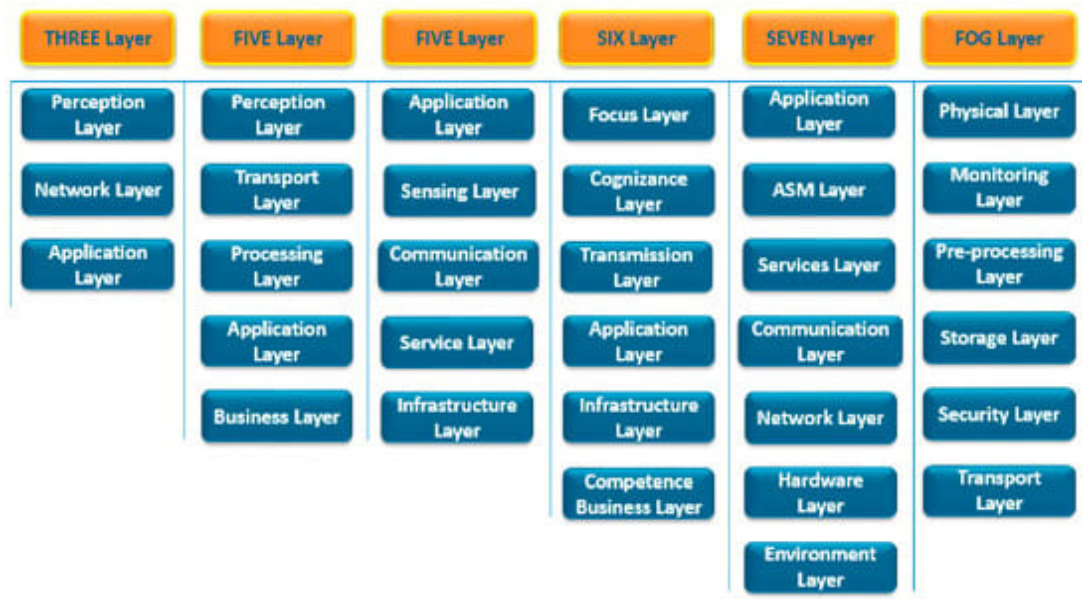 THREE Layer
Perception
Layer
Network Layer
Application
Layer
FIVE Layer
Perception
Layer
Transport
Layer
Processing
Layer
Application
Layer
Business Layer
FIVE Layer
Application
Layer
Sensing Layer
Communication
Layer
Service Layer
Infrastructure
Layer
SIX Layer
Focus Layer
Cognizance
Layer
Transmission
Layer
Application
Layer
Infrastructure
Layer
Competence
Business Layer
SEVEN Layer
Application
Layer
ASM Layer
Services Layer
Communication
Layer
Network Layer
Hardware
Layer
Environment
Layer
FOG Layer
Physical Layer
Monitoring
Layer
Pre-processing
Layer
Storage Layer
Security Layer
Transport
Layer